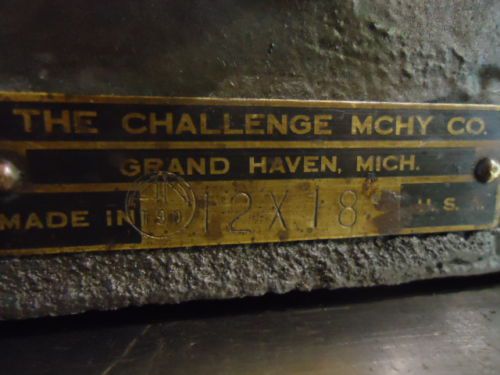 THE CHALLENGE MCHY CO.
GRAND HAVEN, MICH.
MADE IN 12X18 U.S.A.